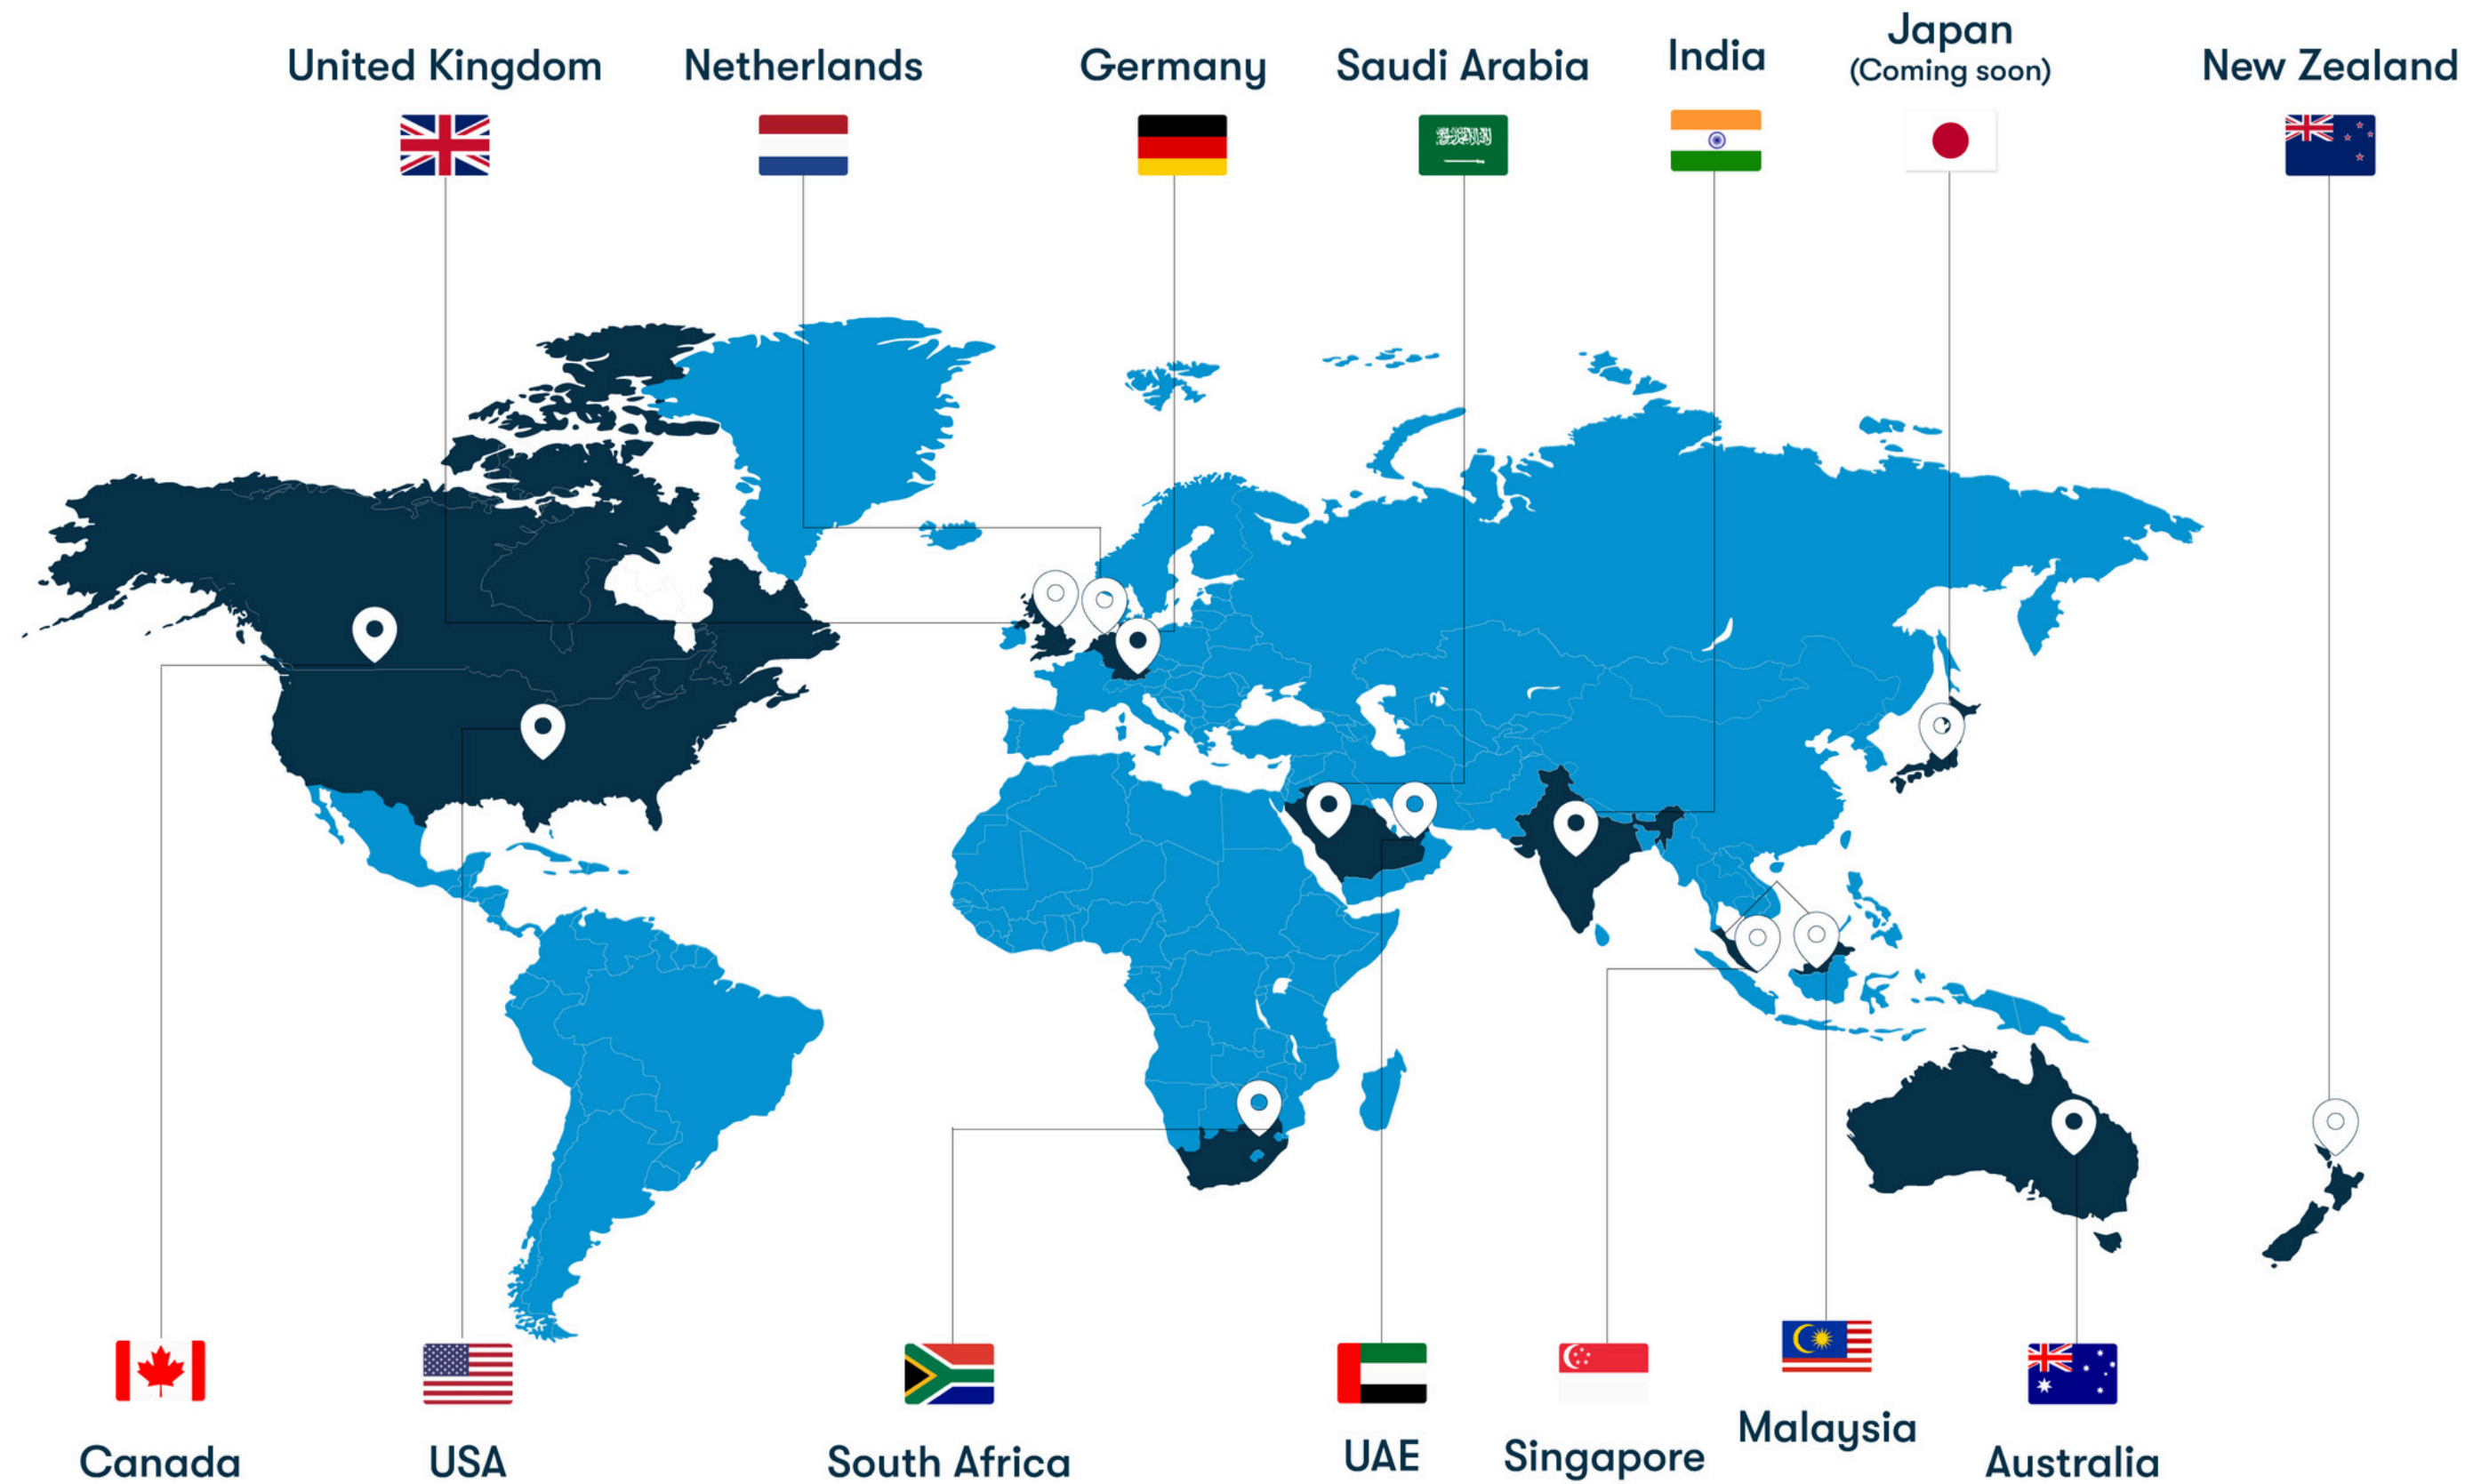 United Kingdom
Netherlands
Germany
Saudi Arabia
India
Japan
(Coming soon)
New Zealand
Canada
USA
South Africa
UAE
Singapore
Malaysia
Australia